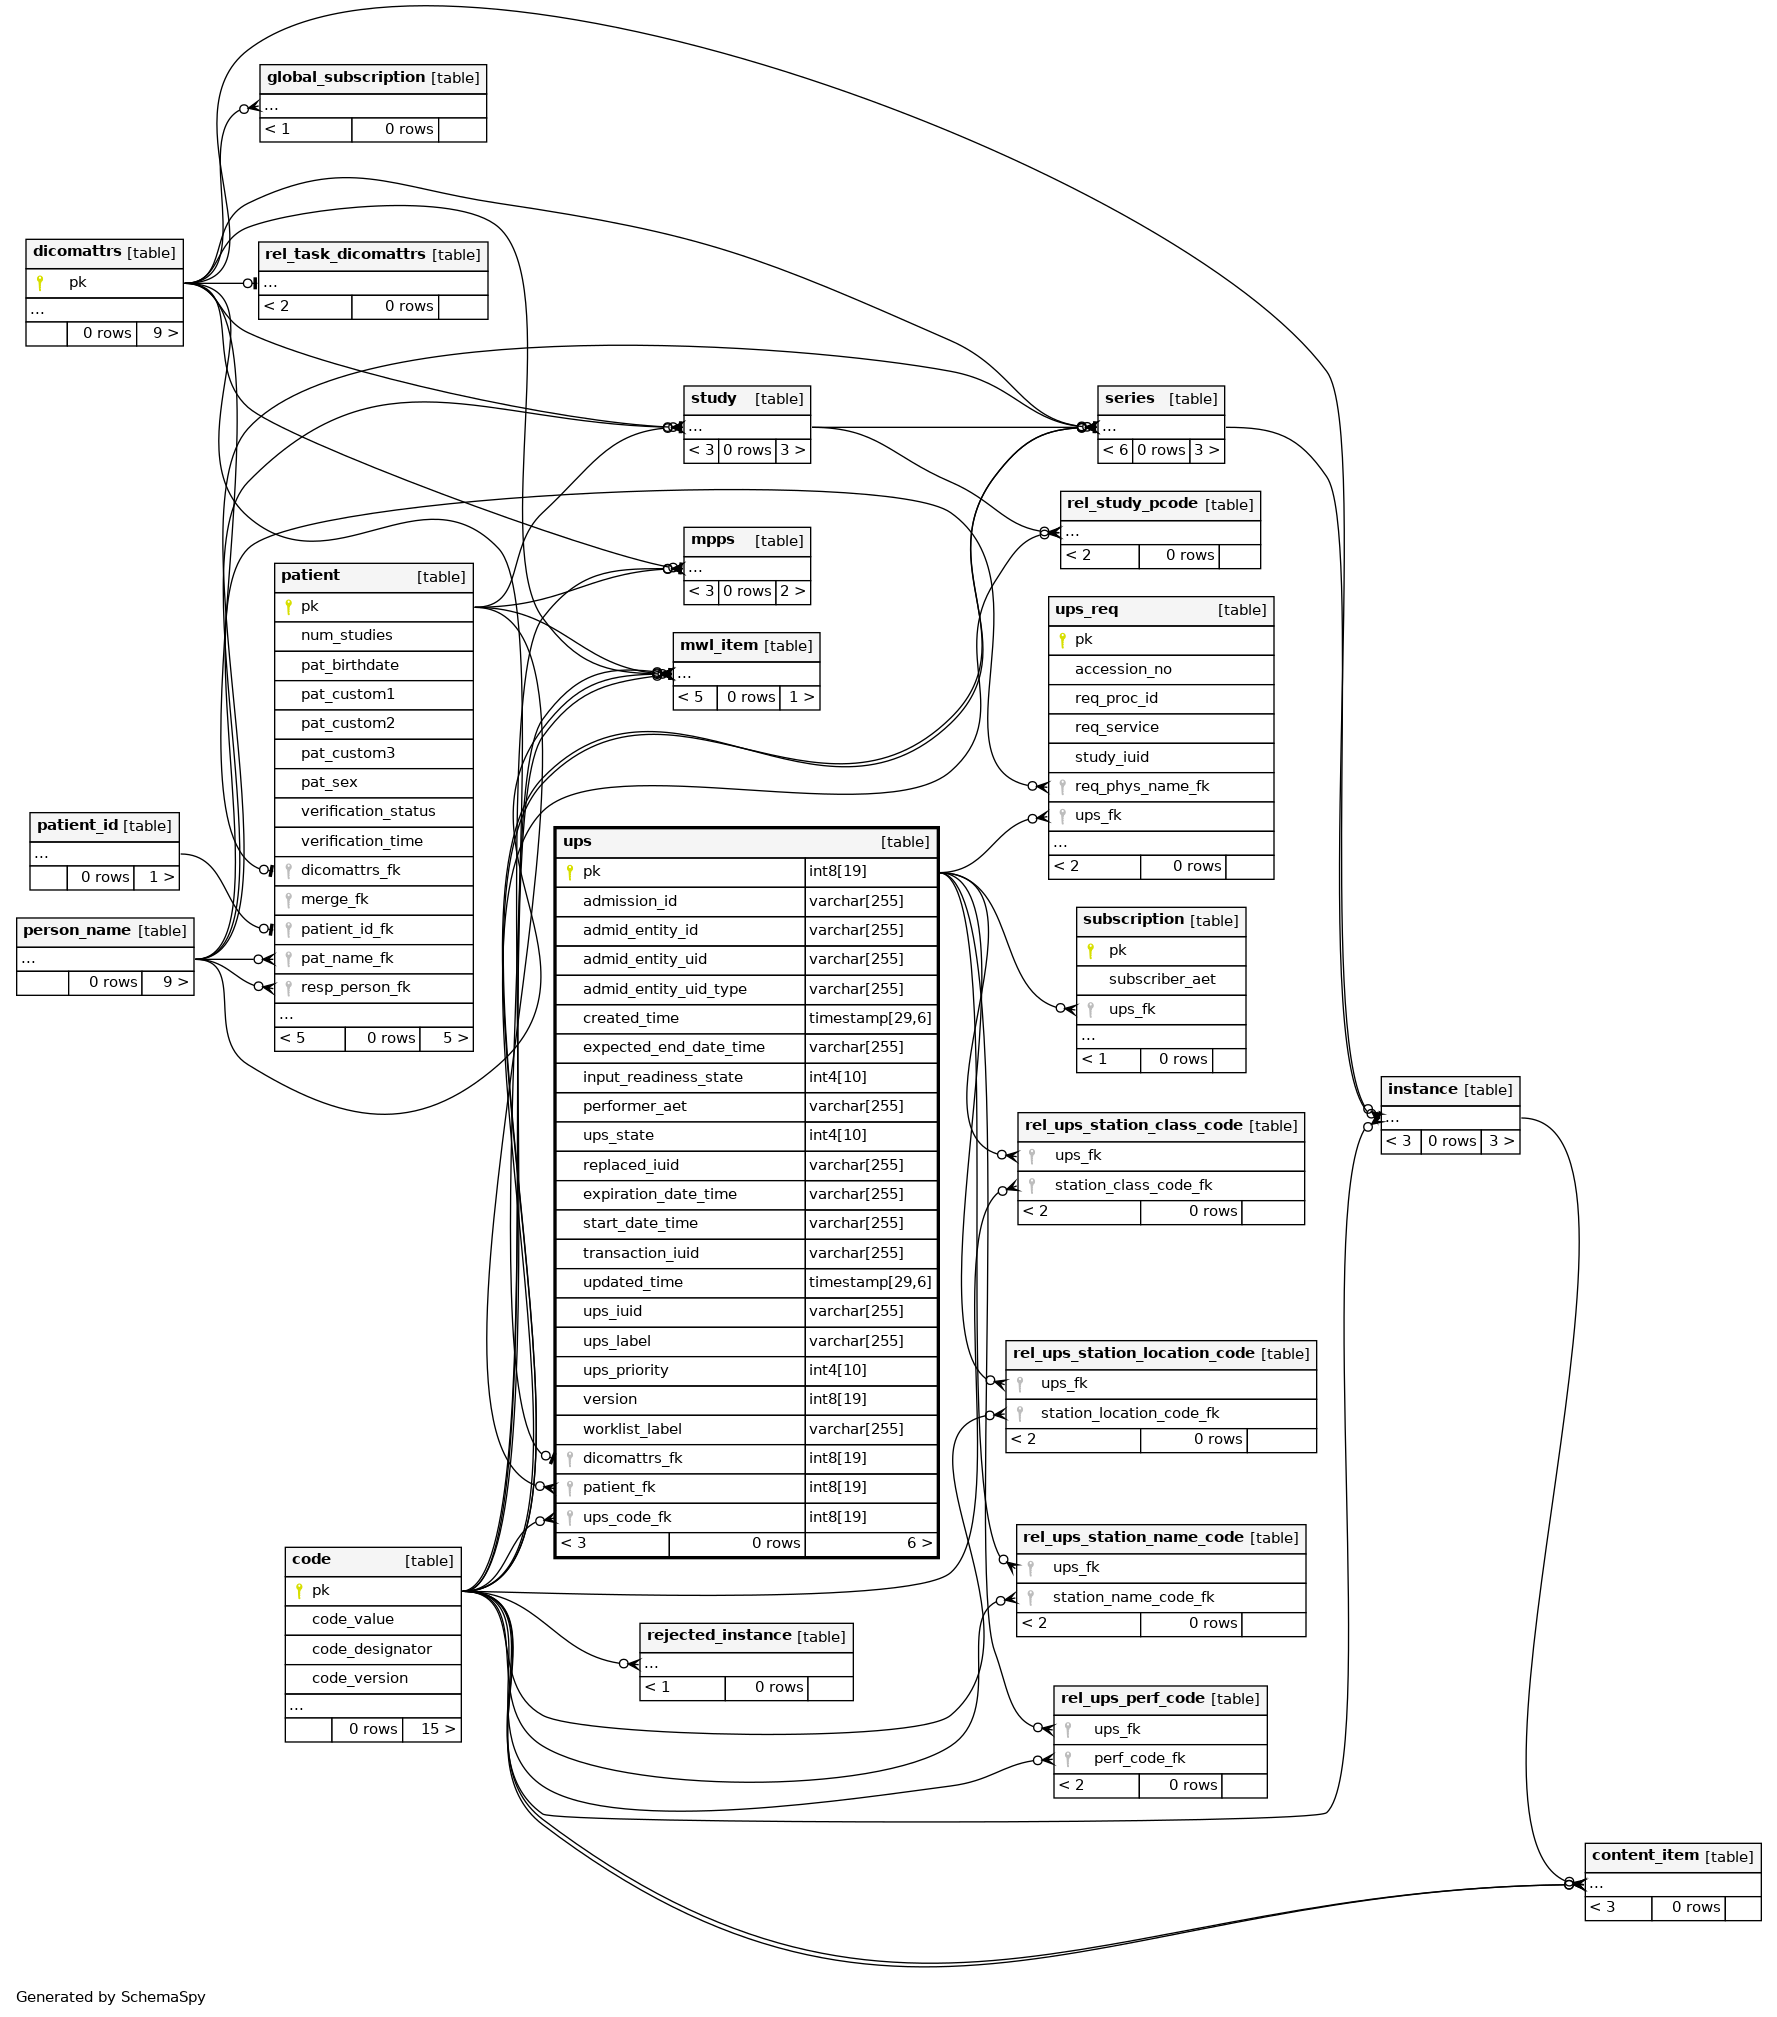 global_subscription [table]
...
< 1 0 rows
dicomattrs [table]
pk
...
0 rows 9 >
rel_task_dicomattrs [table]
...
< 2 0 rows
study [table]
...
< 3 0 rows 3 >
series [table]
...
< 6 0 rows 3 >
rel_study_pcode [table]
...
< 2 0 rows
mpps [table]
...
< 3 0 rows 2 >
patient [table]
pk
num_studies
pat_birthdate
pat_custom1
pat_custom2
pat_custom3
pat_sex
verification_status
verification_time
dicomattrs_fk
merge_fk
patient_id_fk
pat_name_fk
resp_person_fk
...
< 5 0 rows 5 >
mwl_item [table]
...
< 5 0 rows 1 >
ups_req [table]
pk
accession_no
req_proc_id
req_service
study_iuid
req_phys_name_fk
ups_fk
...
< 2 0 rows
patient_id [table]
...
0 rows 1 >
person_name [table]
...
0 rows 9 >
ups [table]
pk int8[19]
admission_id varchar[255]
admid_entity_id varchar[255]
admid_entity_uid varchar[255]
admid_entity_uid_type varchar[255]
created_time timestamp[29,6]
expected_end_date_time varchar[255]
input_readiness_state int4[10]
performer_aet varchar[255]
ups_state int4[10]
replaced_iuid varchar[255]
expiration_date_time varchar[255]
start_date_time varchar[255]
transaction_iuid varchar[255]
updated_time timestamp[29,6]
ups_iuid varchar[255]
ups_label varchar[255]
ups_priority int4[10]
version int8[19]
worklist_label varchar[255]
dicomattrs_fk int8[19]
patient_fk int8[19]
ups_code_fk int8[19]
< 3 0 rows 6 >
subscription [table]
pk
subscriber_aet
ups_fk
...
< 1 0 rows
instance [table]
...
< 3 0 rows 3 >
rel_ups_station_class_code [table]
ups_fk
station_class_code_fk
< 2 0 rows
rel_ups_station_location_code [table]
ups_fk
station_location_code_fk
< 2 0 rows
rel_ups_station_name_code [table]
ups_fk
station_name_code_fk
< 2 0 rows
code [table]
pk
code_value
code_designator
code_version
...
0 rows 15 >
rejected_instance [table]
...
< 1 0 rows
rel_ups_perf_code [table]
ups_fk
perf_code_fk
< 2 0 rows
content_item [table]
...
< 3 0 rows
Generated by SchemaSpy